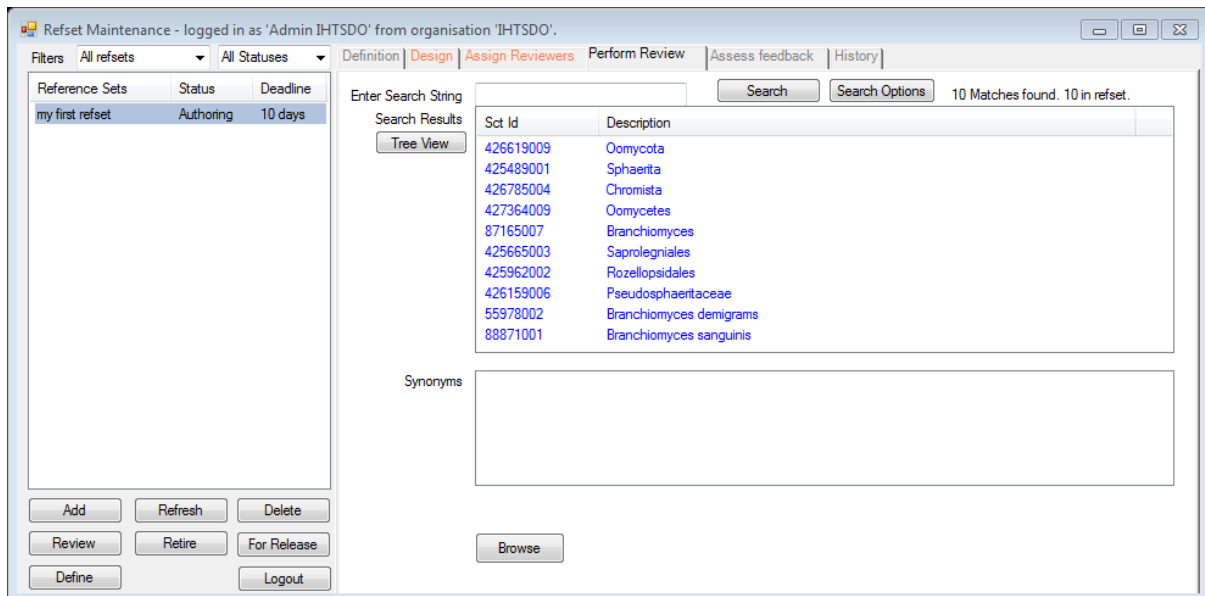 Refset Maintenance - logged in as 'Admin IHTSDO' from organisation 'IHTSDO'.
Filters All refsets All Statuses
Definition Design Assign Reviewers Perform Review Assess feedback History
Reference Sets Status Deadline
my first refset Authoring 10 days
Enter Search String Search Search Options 10 Matches found. 10 in refset.
Search Results
Tree View
Sct Id Description
426619009 Oomycota
425489001 Sphaerita
426785004 Chromista
427364009 Oomycetes
87165007 Branchiomyces
425665003 Saprolegniales
425962002 Rozellopsidales
426159006 Pseudosphaeritaceae
55978002 Branchiomyces demigrams
88871001 Branchiomyces sanguinis
Synonyms
Add Refresh Delete
Review Retire For Release
Define Logout
Browse